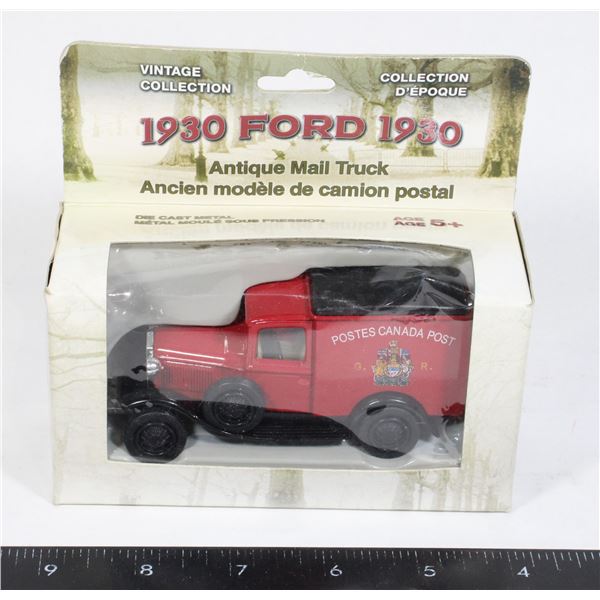 VINTAGE
COLLECTION
COLLECTION
D'ÉPOQUE
1930 FORD 1930
Antique Mail Truck
Ancien modèle de camion postal
DIE CAST METAL
MÉTAL MOULÉ SOUS PRESSION
AGE
AGE 5+
POSTES CANADA POST
G. R.
9 8 7 6 5 4